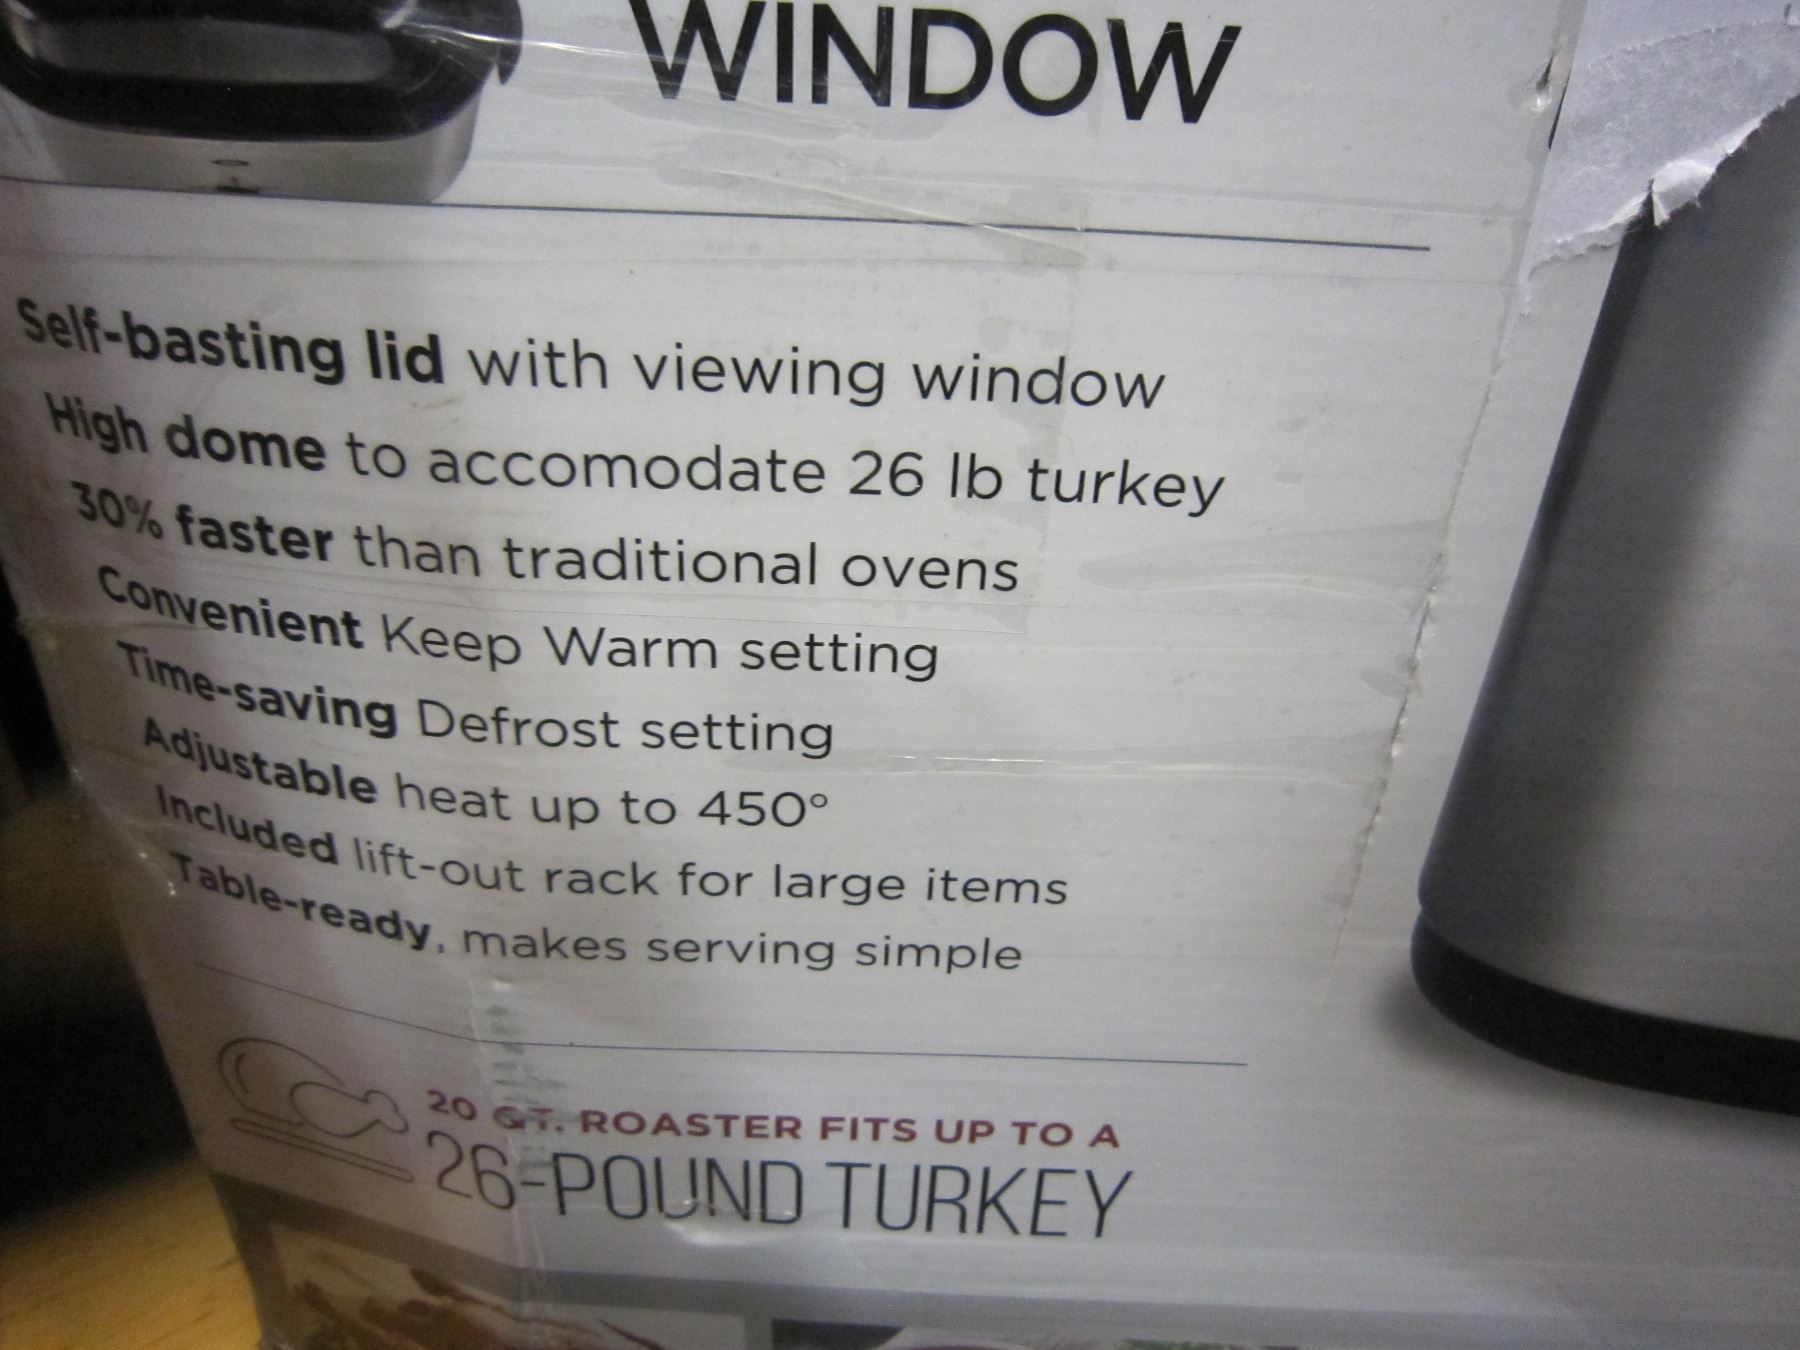 WINDOW
Self-basting lid with viewing window
High dome to accomodate 26 lb turkey
30% faster than traditional ovens
Convenient Keep Warm setting
Time-saving Defrost setting
Adjustable heat up to 450°
Included lift-out rack for large items
Table-ready, makes serving simple
20 QT. ROASTER FITS UP TO A
26-POUND TURKEY